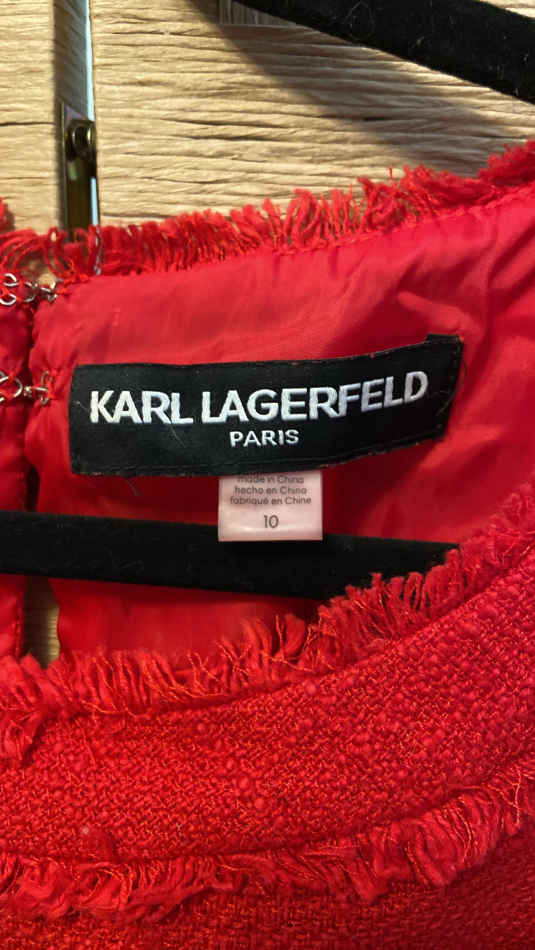 KARL LAGERFELD
PARIS
made in China
hecho en China
fabriqué en Chine
10